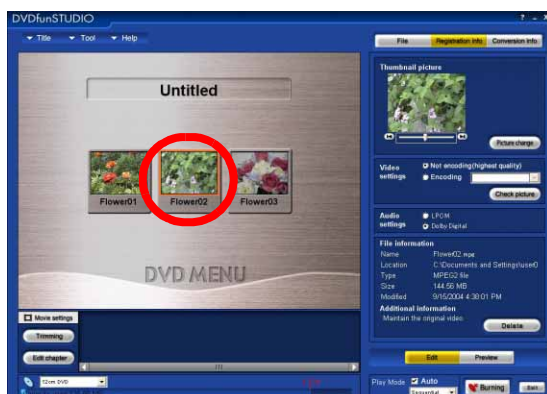 DVDfunSTUDIO
Title Tool Help
File Registration info Conversion info
Untitled
Flower01 Flower02 Flower03
DVD MENU
Thumbnail picture
Picture change
Video settings
Not encoding(highest quality)
Encoding
Check picture
Audio settings
LPCM
Dolby Digital
File information
Name Flower02.mpe
Location C:\Documents and Settings\user0
Type MPEG2 file
Size 144.56 MB
Modified 9/15/2004 4:38:01 PM
Additional information
Maintain the original video
Delete
Movie settings
Trimming
Edit chapter
Edit Preview
12cm DVD
Play Mode Auto
Sequential
Burning
Exit